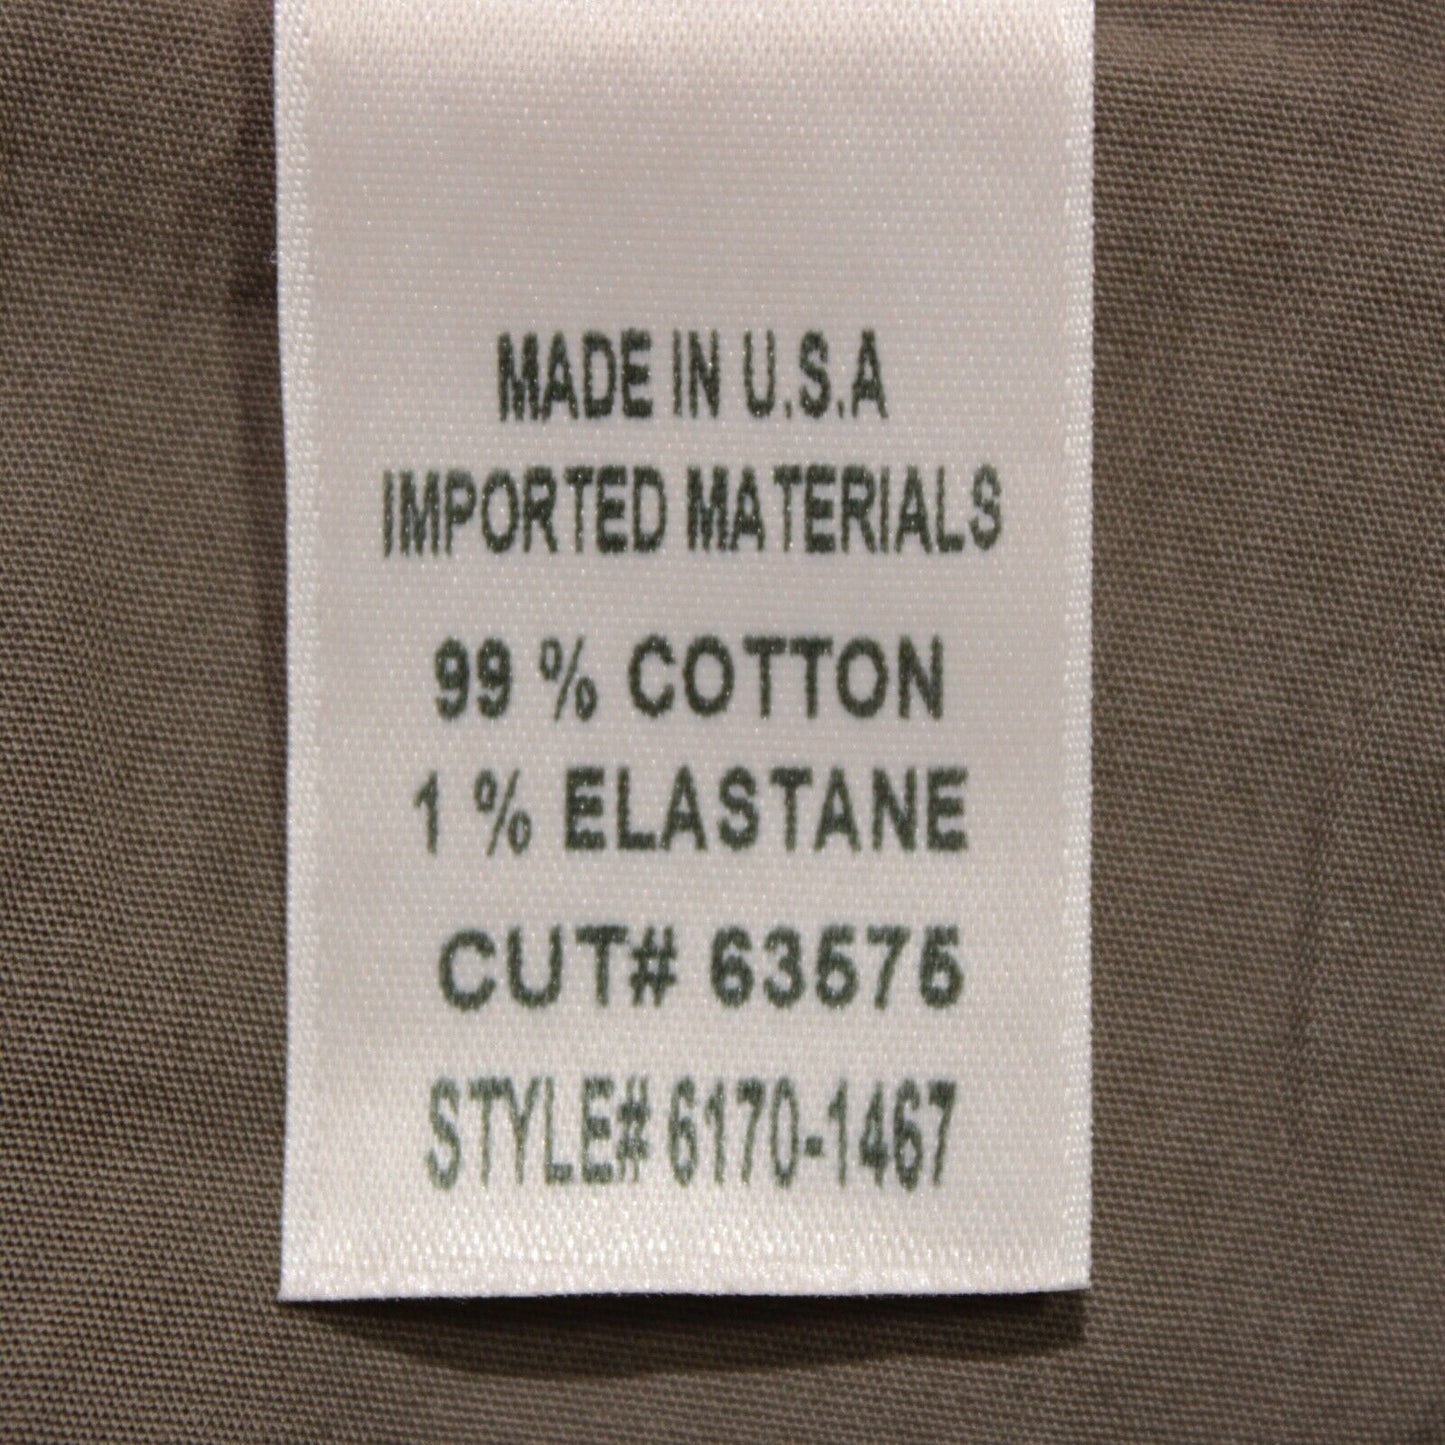 MADE IN U.S.A
IMPORTED MATERIALS
99 % COTTON
1 % ELASTANE
CUT# 63575
STYLE# 6170-1467